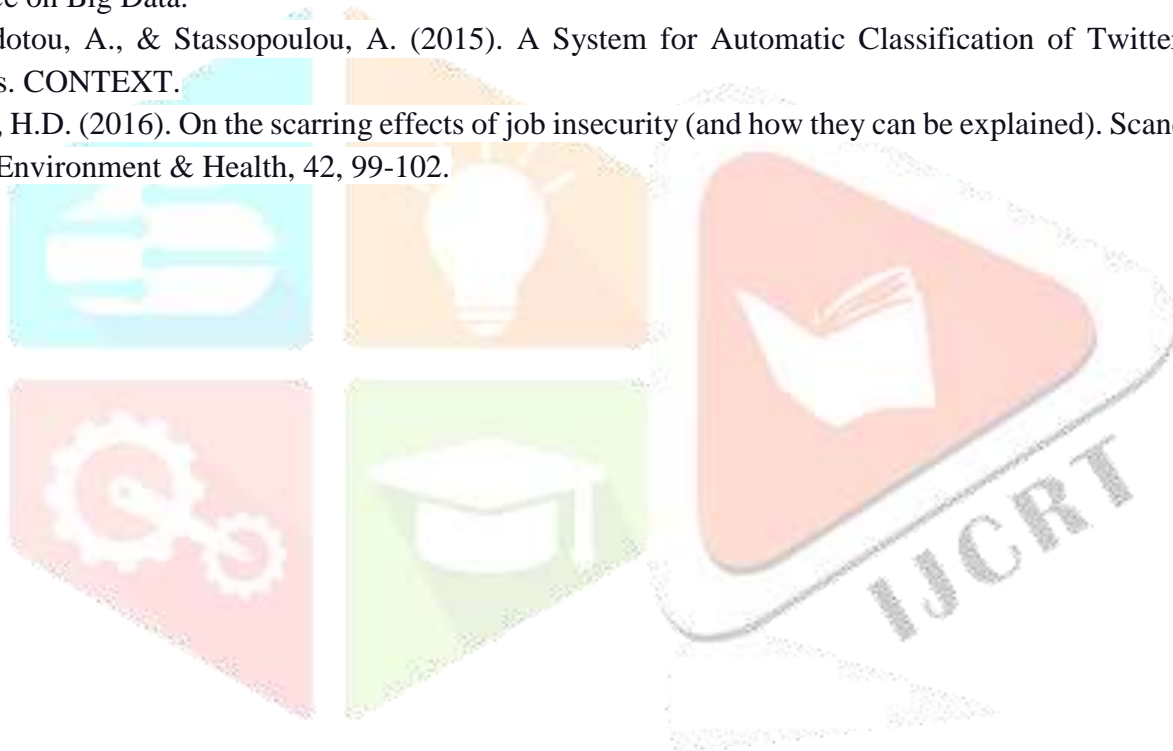 on Big Data.
dotou, A., & Stassopoulou, A. (2015). A System for Automatic Classification of Twitter
s. CONTEXT.
, H.D. (2016). On the scarring effects of job insecurity (and how they can be explained). Scan
Environment & Health, 42, 99-102.
IJCRT